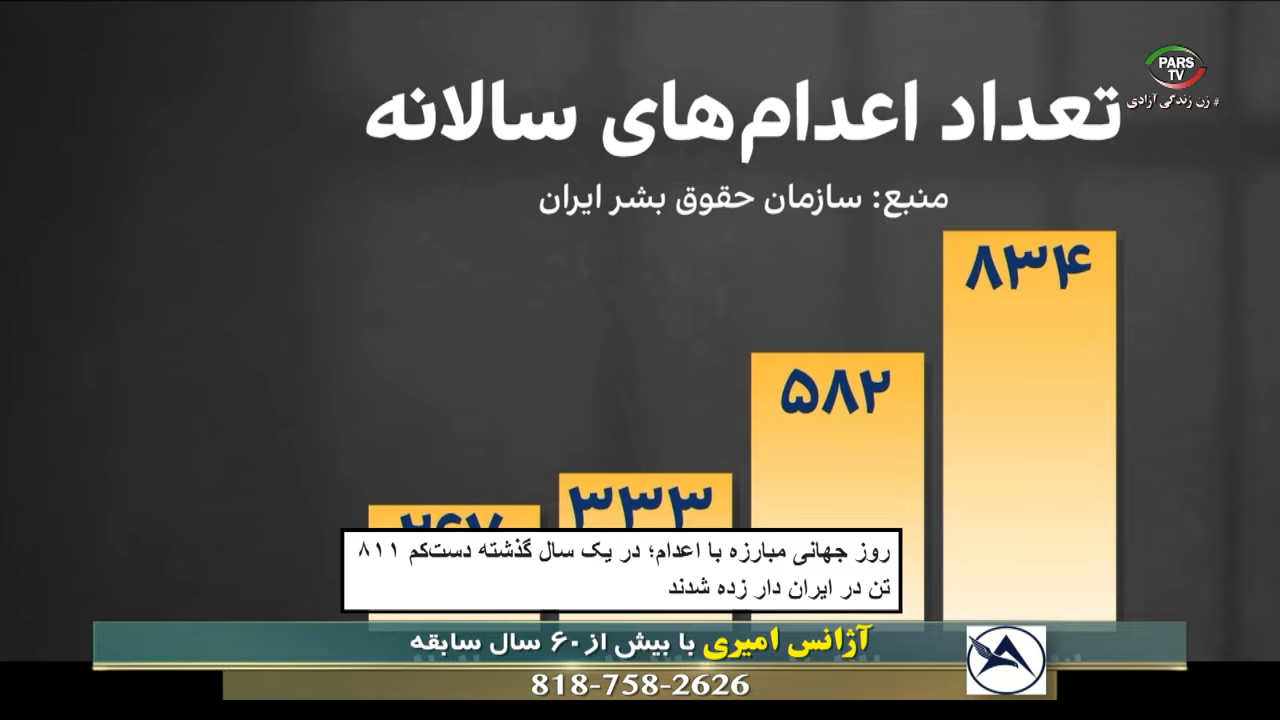 PARS
TV
# زن زندگی آزادی
تعداد اعدام‌های سالانه
منبع: سازمان حقوق بشر ایران
۸۳۴
۵۸۲
۳۳۳
۲۶۷
روز جهانی مبارزه با اعدام؛ در یک سال گذشته دست‌کم ۸۱۱
تن در ایران دار زده شدند
آژانس امیری با بیش از ۶۰ سال سابقه
818-758-2626